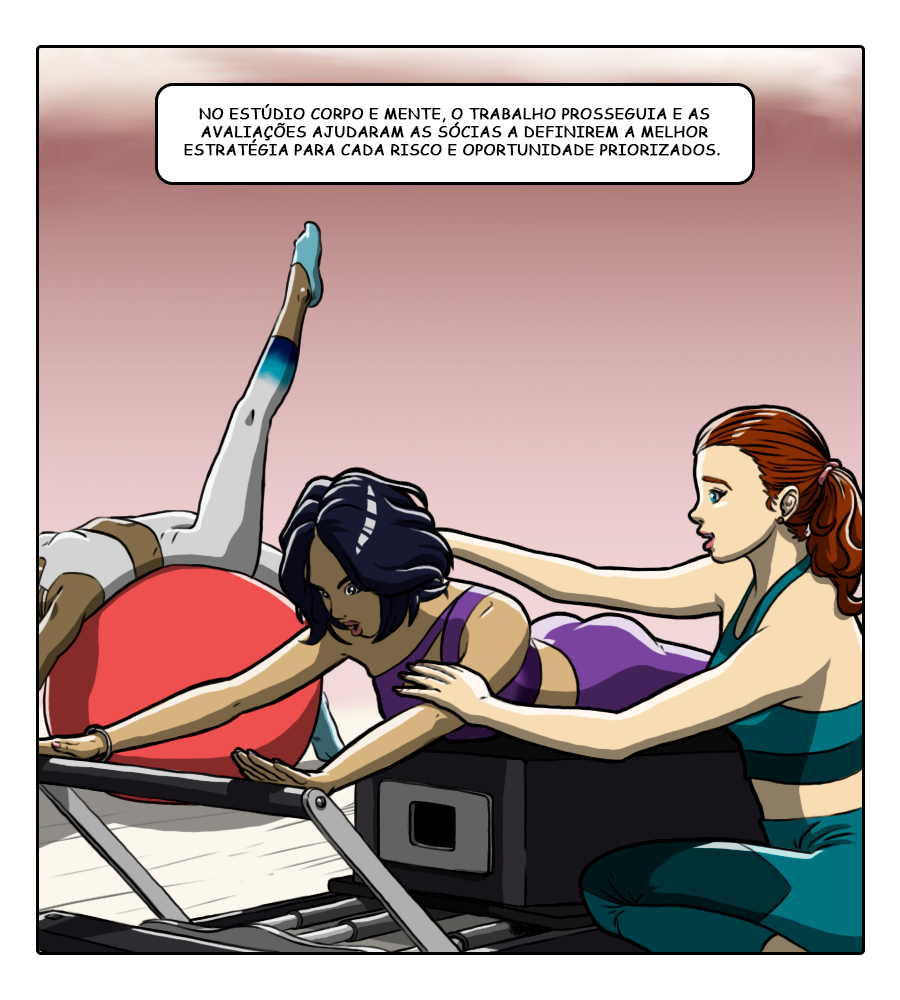 NO ESTÚDIO CORPO E MENTE, O TRABALHO PROSSEGUIA E AS
AVALIAÇÕES AJUDARAM AS SÓCIAS A DEFINIREM A MELHOR
ESTRATÉGIA PARA CADA RISCO E OPORTUNIDADE PRIORIZADOS.